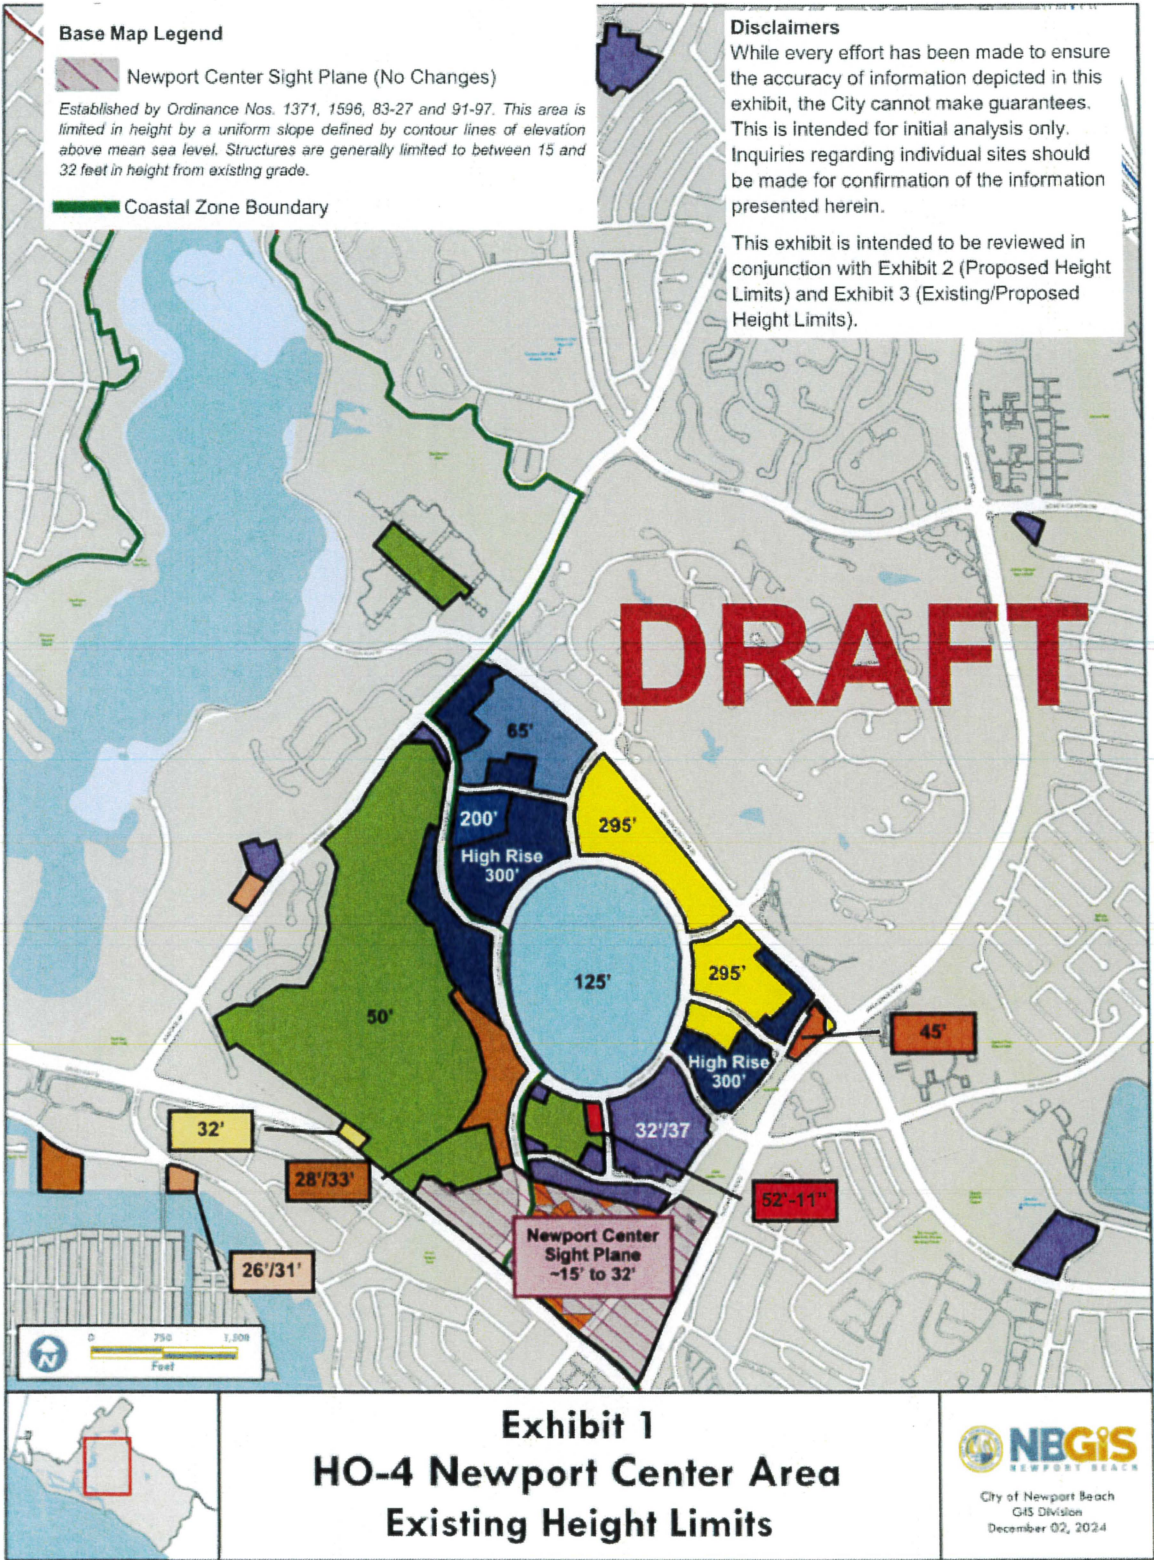 Base Map Legend
Newport Center Sight Plane (No Changes)
Established by Ordinance Nos. 1371, 1596, 83-27 and 91-97. This area is
limited in height by a uniform slope defined by contour lines of elevation
above mean sea level. Structures are generally limited to between 15 and
32 feet in height from existing grade.
Coastal Zone Boundary
Disclaimers
While every effort has been made to ensure
the accuracy of information depicted in this
exhibit, the City cannot make guarantees.
This is intended for initial analysis only.
Inquiries regarding individual sites should
be made for confirmation of the information
presented herein.
This exhibit is intended to be reviewed in
conjunction with Exhibit 2 (Proposed Height
Limits) and Exhibit 3 (Existing/Proposed
Height Limits).
DRAFT
65'
200'
High Rise
300'
295'
125'
295'
50'
45'
High Rise
300'
32'
32'/37
28'/33'
52'-11"
Newport Center
Sight Plane
~15' to 32'
26'/31'
N
0 750 1,500
Feet
Exhibit 1
HO-4 Newport Center Area
Existing Height Limits
NBGIS
NEWPORT BEACH
City of Newport Beach
GIS Division
December 02, 2024